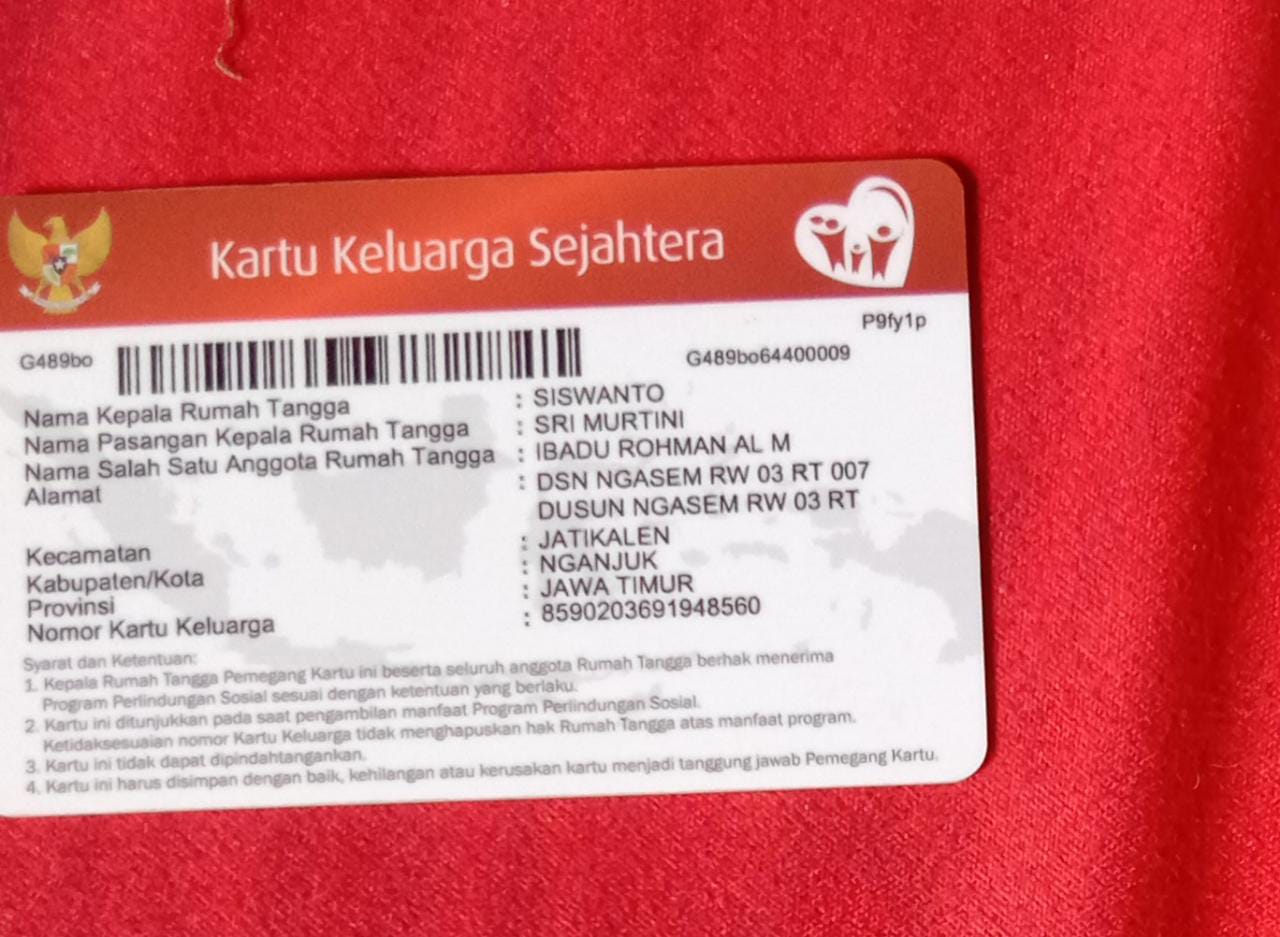 Kartu Keluarga Sejahtera
P9fy1p
G489bo G489bo64400009
Nama Kepala Rumah Tangga : SISWANTO
Nama Pasangan Kepala Rumah Tangga : SRI MURTINI
Nama Salah Satu Anggota Rumah Tangga : IBADU ROHMAN AL M
Alamat : DSN NGASEM RW 03 RT 007
DUSUN NGASEM RW 03 RT
Kecamatan : JATIKALEN
Kabupaten/Kota : NGANJUK
Provinsi : JAWA TIMUR
Nomor Kartu Keluarga : 8590203691948560
Syarat dan Ketentuan:
1. Kepala Rumah Tangga Pemegang Kartu ini beserta seluruh anggota Rumah Tangga berhak menerima
Program Perlindungan Sosial sesuai dengan ketentuan yang berlaku.
2. Kartu ini ditunjukkan pada saat pengambilan manfaat Program Perlindungan Sosial.
Ketidaksesuaian nomor Kartu Keluarga tidak menghapuskan hak Rumah Tangga atas manfaat program.
3. Kartu ini tidak dapat dipindahtangankan.
4. Kartu ini harus disimpan dengan baik, kehilangan atau kerusakan kartu menjadi tanggung jawab Pemegang Kartu.